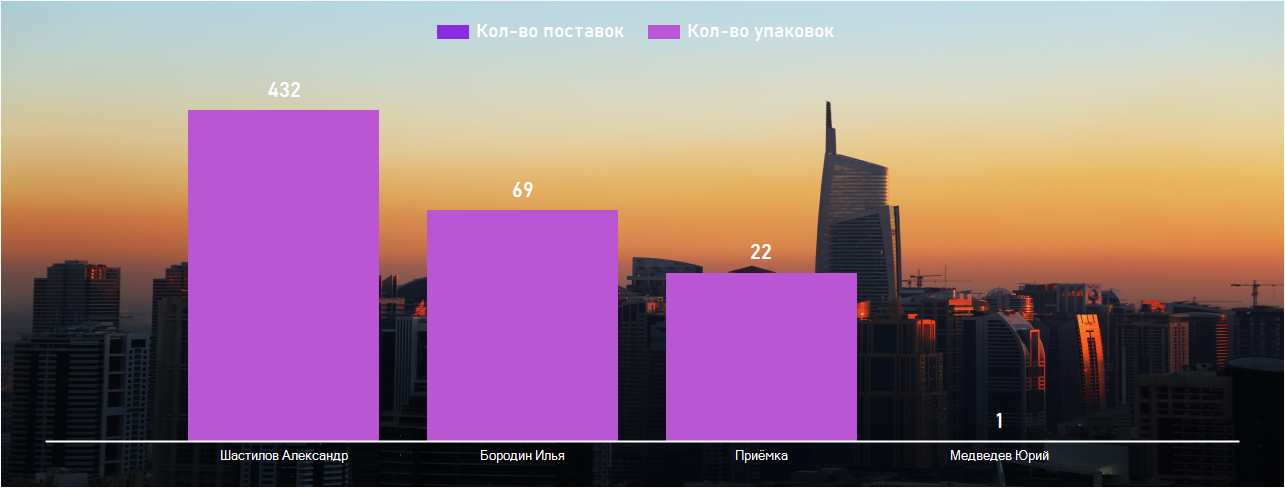 Кол-во поставок Кол-во упаковок
432
69
22
1
Шастилов Александр Бородин Илья Приёмка Медведев Юрий